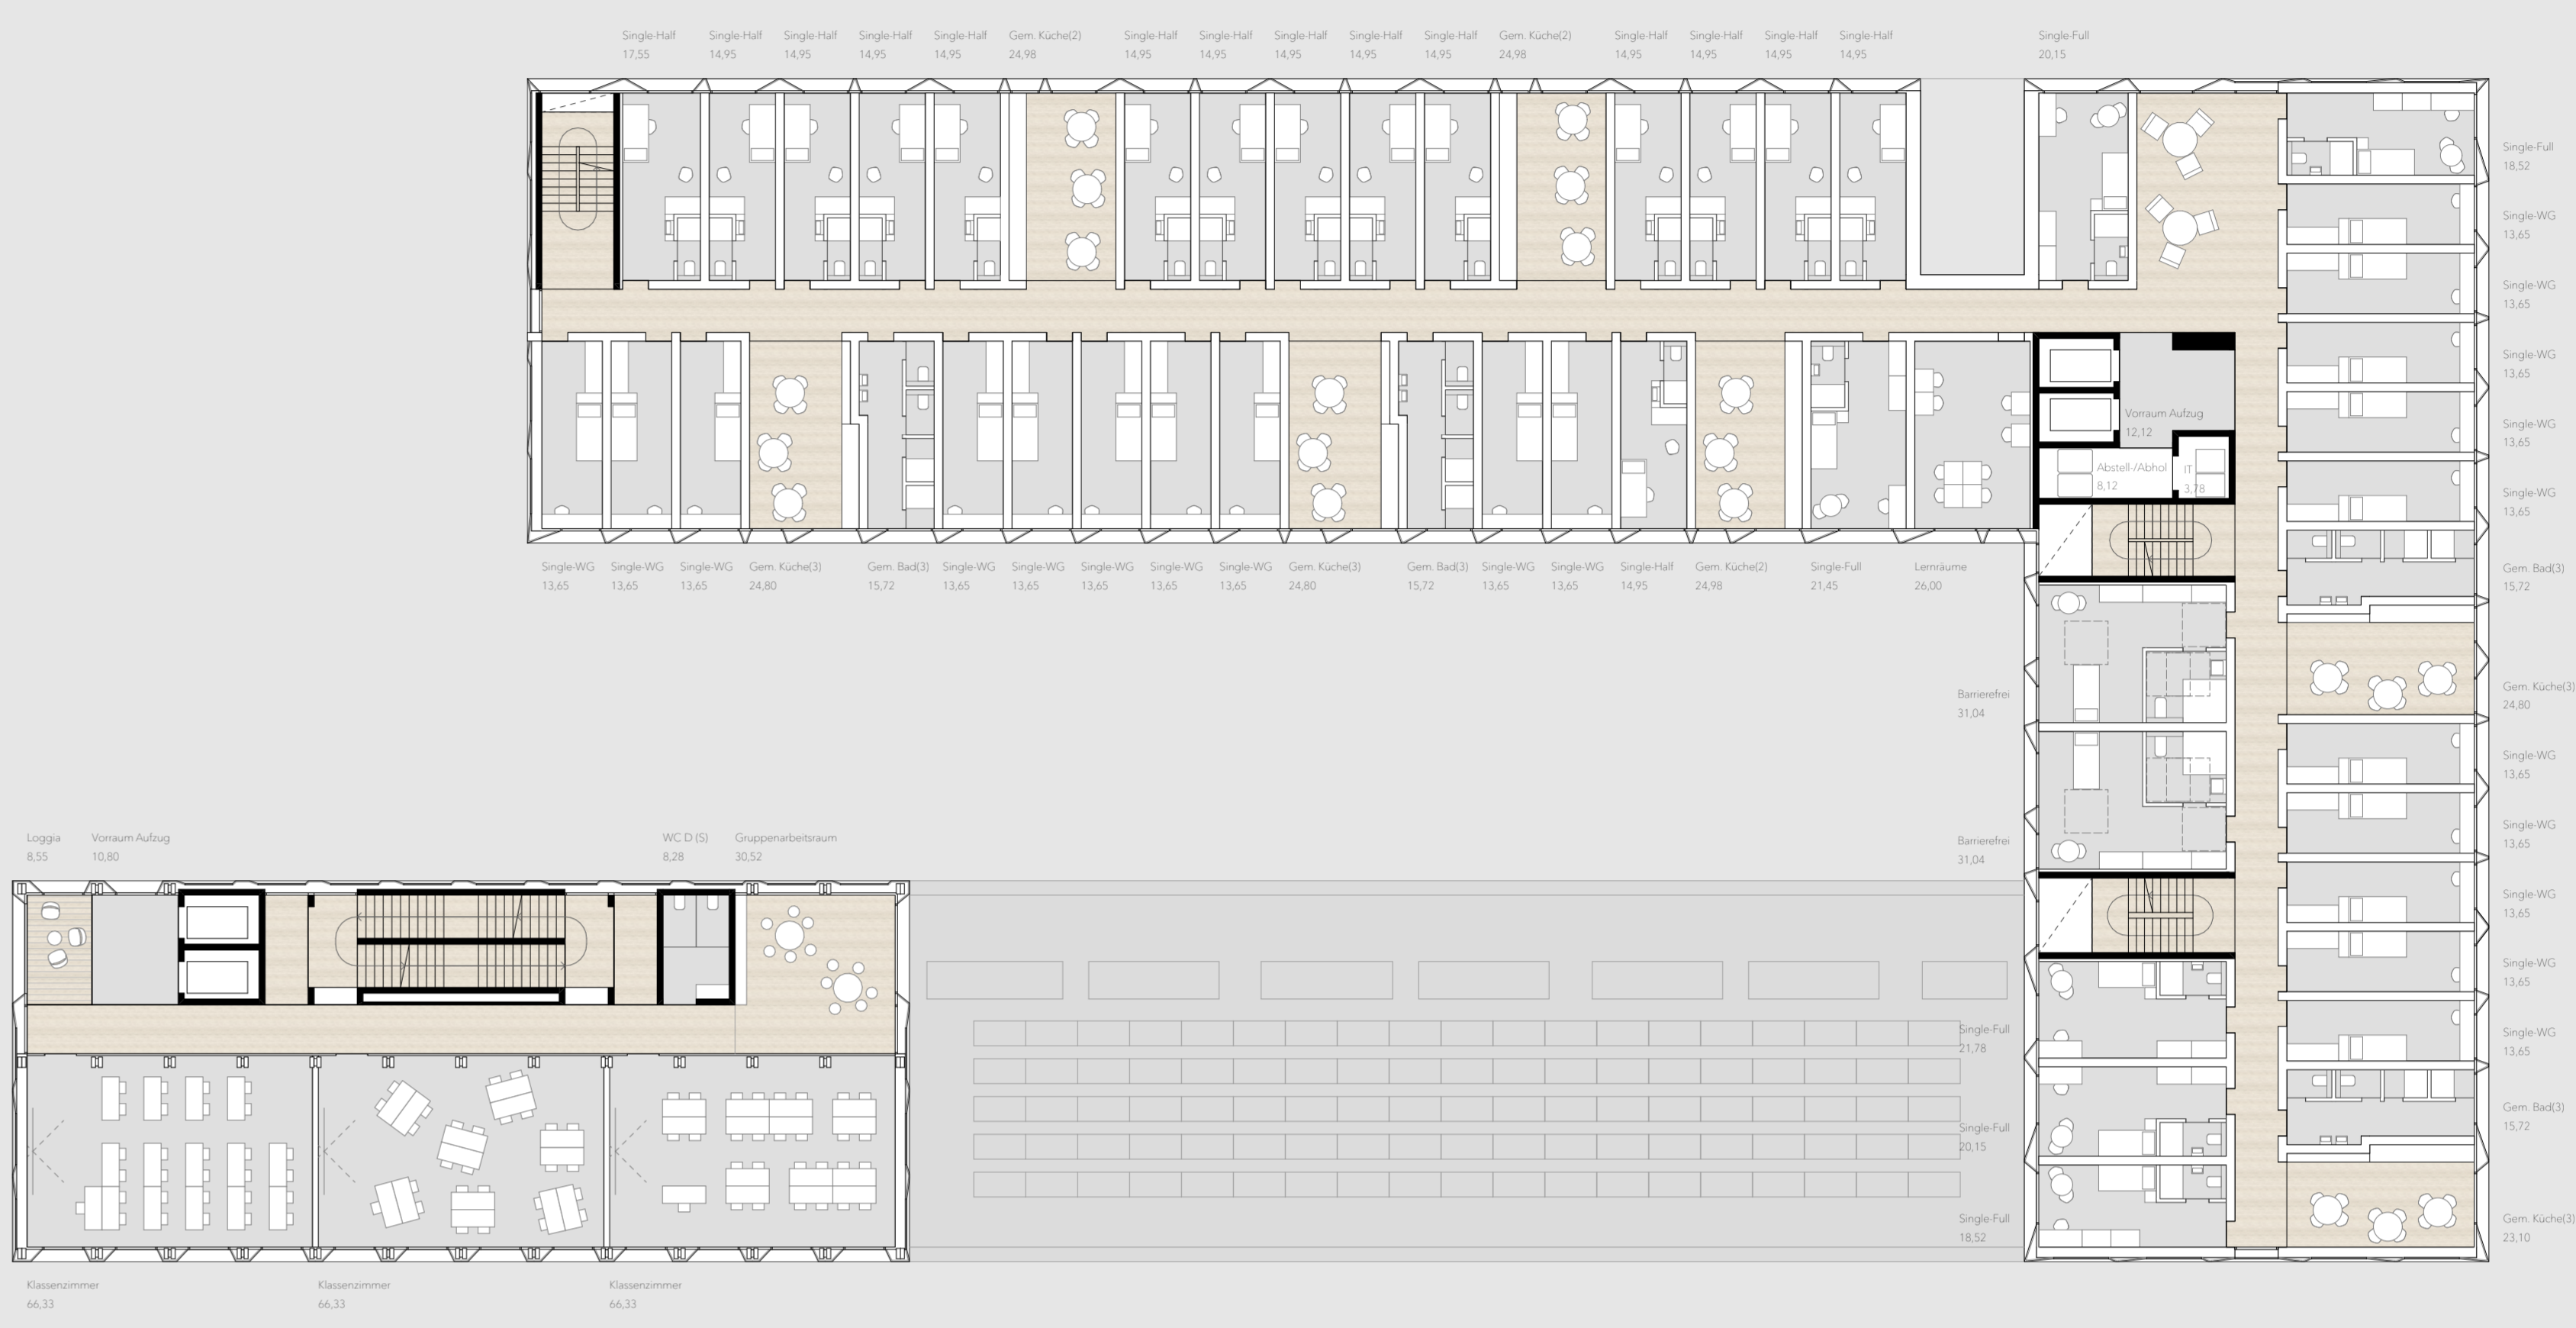 Single-Half Single-Half Single-Half Single-Half Single-Half Gem. Küche(2) Single-Half Single-Half Single-Half Single-Half Single-Half Gem. Küche(2) Single-Half Single-Half Single-Half Single-Half Single-Full
17,55 14,95 14,95 14,95 14,95 24,98 14,95 14,95 14,95 14,95 14,95 24,98 14,95 14,95 14,95 14,95 20,15
Single-Full
18,52
Single-WG
13,65
Single-WG
13,65
Single-WG
13,65
Single-WG
13,65
Single-WG
13,65
Vorraum Aufzug
12,12
Abstell-/Abhol
8,12
IT
3,78
Single-WG Single-WG Single-WG Gem. Küche(3) Gem. Bad(3) Single-WG Single-WG Single-WG Single-WG Single-WG Gem. Küche(3) Gem. Bad(3) Single-WG Single-WG Single-Half Gem. Küche(2) Single-Full Lernräume
13,65 13,65 13,65 24,80 15,72 13,65 13,65 13,65 13,65 13,65 24,80 15,72 13,65 13,65 14,95 24,98 21,45 26,00
Gem. Bad(3)
15,72
Gem. Küche(3)
24,80
Barrierefrei
31,04
Single-WG
13,65
Single-WG
13,65
Barrierefrei
31,04
Single-WG
13,65
Single-WG
13,65
Single-WG
13,65
Gem. Bad(3)
15,72
Gem. Küche(3)
23,10
Single-Full
21,78
Single-Full
20,15
Single-Full
18,52
Loggia Vorraum Aufzug WC D (S) Gruppenarbeitsraum
8,55 10,80 8,28 30,52
Klassenzimmer Klassenzimmer Klassenzimmer
66,33 66,33 66,33